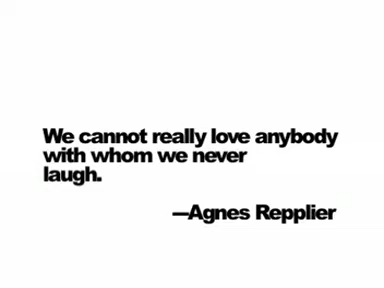 We cannot really love anybody
with whom we never
laugh.
—Agnes Repplier